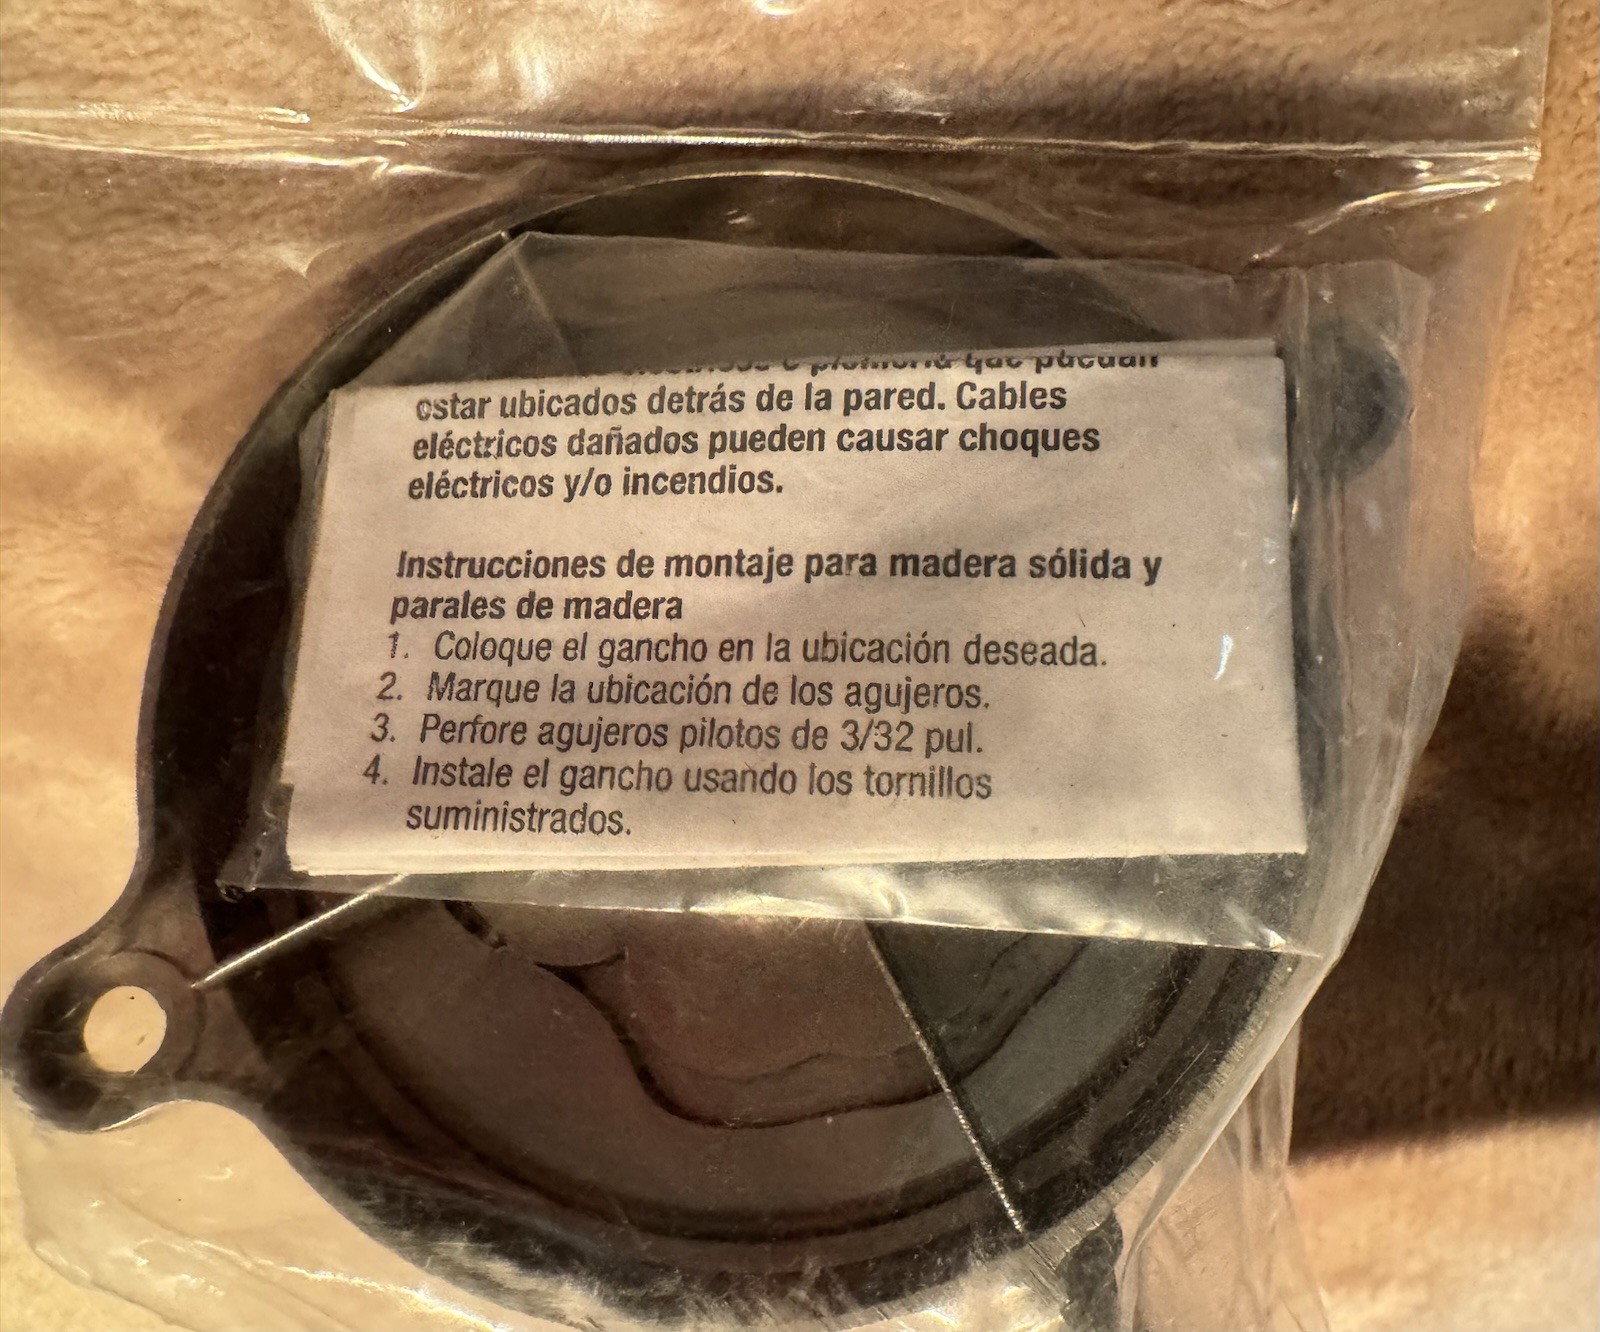 que puedan
estar ubicados detrás de la pared. Cables
eléctricos dañados pueden causar choques
eléctricos y/o incendios.
Instrucciones de montaje para madera sólida y
parales de madera
1. Coloque el gancho en la ubicación deseada.
2. Marque la ubicación de los agujeros.
3. Perfore agujeros pilotos de 3/32 pul.
4. Instale el gancho usando los tornillos
suministrados.